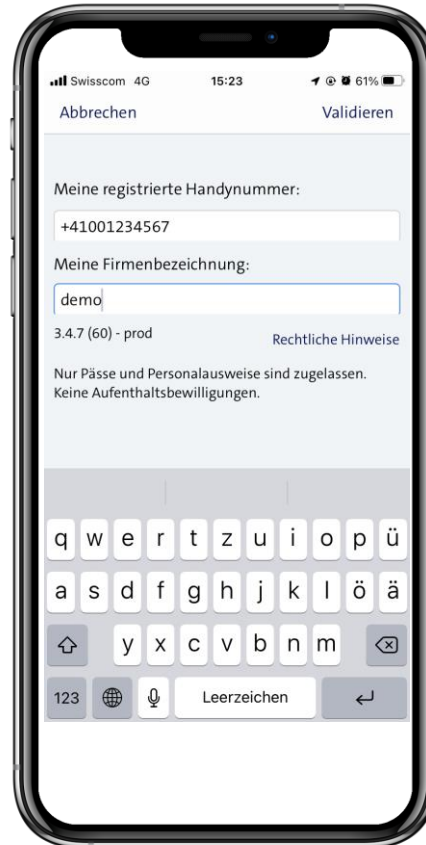 Swisscom 4G 15:23 61%
Abbrechen Validieren
Meine registrierte Handynummer:
+41001234567
Meine Firmenbezeichnung:
demo
3.4.7 (60) - prod Rechtliche Hinweise
Nur Pässe und Personalausweise sind zugelassen.
Keine Aufenthaltsbewilligungen.
q w e r t z u i o p ü
a s d f g h j k l ö ä
y x c v b n m
123 Leerzeichen